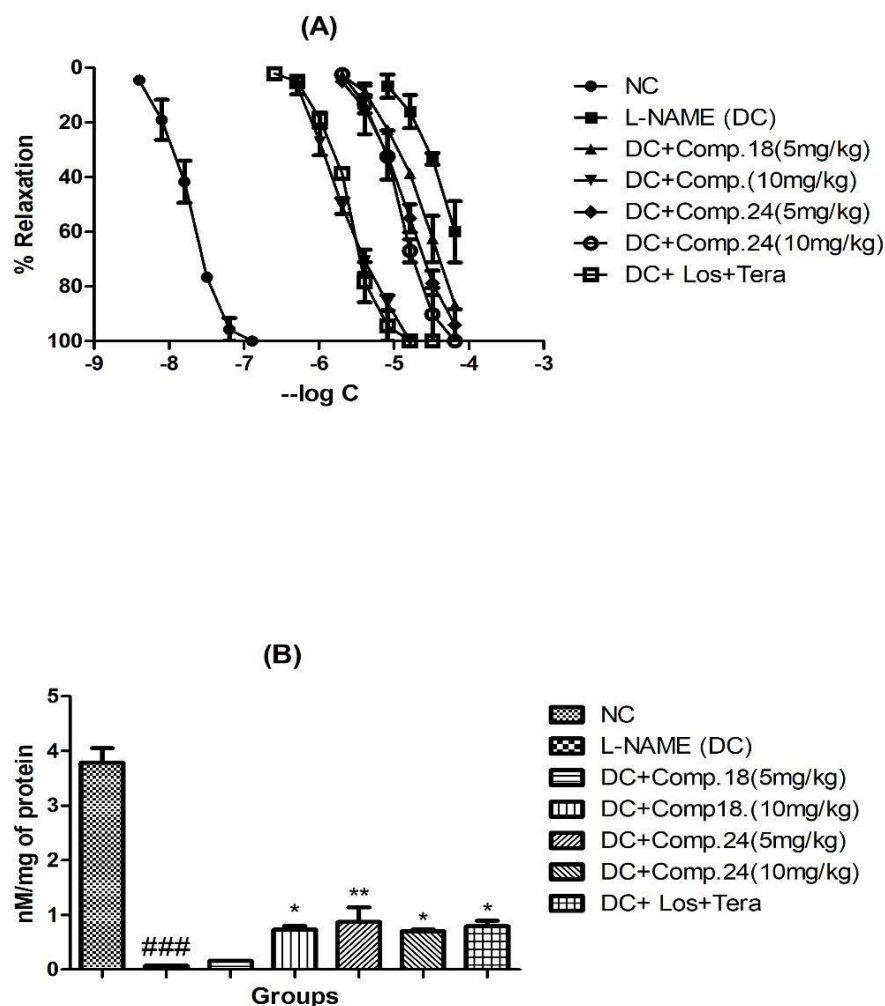 (A)
% Relaxation
0
20
40
60
80
100
-9
-8
-7
-6
-5
-4
-3
--log C
NC
L-NAME (DC)
DC+Comp.18(5mg/kg)
DC+Comp.(10mg/kg)
DC+Comp.24(5mg/kg)
DC+Comp.24(10mg/kg)
DC+ Los+Tera
(B)
nM/mg of protein
5
4
3
2
1
0
###
*
**
*
*
Groups
NC
L-NAME (DC)
DC+Comp.18(5mg/kg)
DC+Comp18.(10mg/kg)
DC+Comp.24(5mg/kg)
DC+Comp.24(10mg/kg)
DC+ Los+Tera